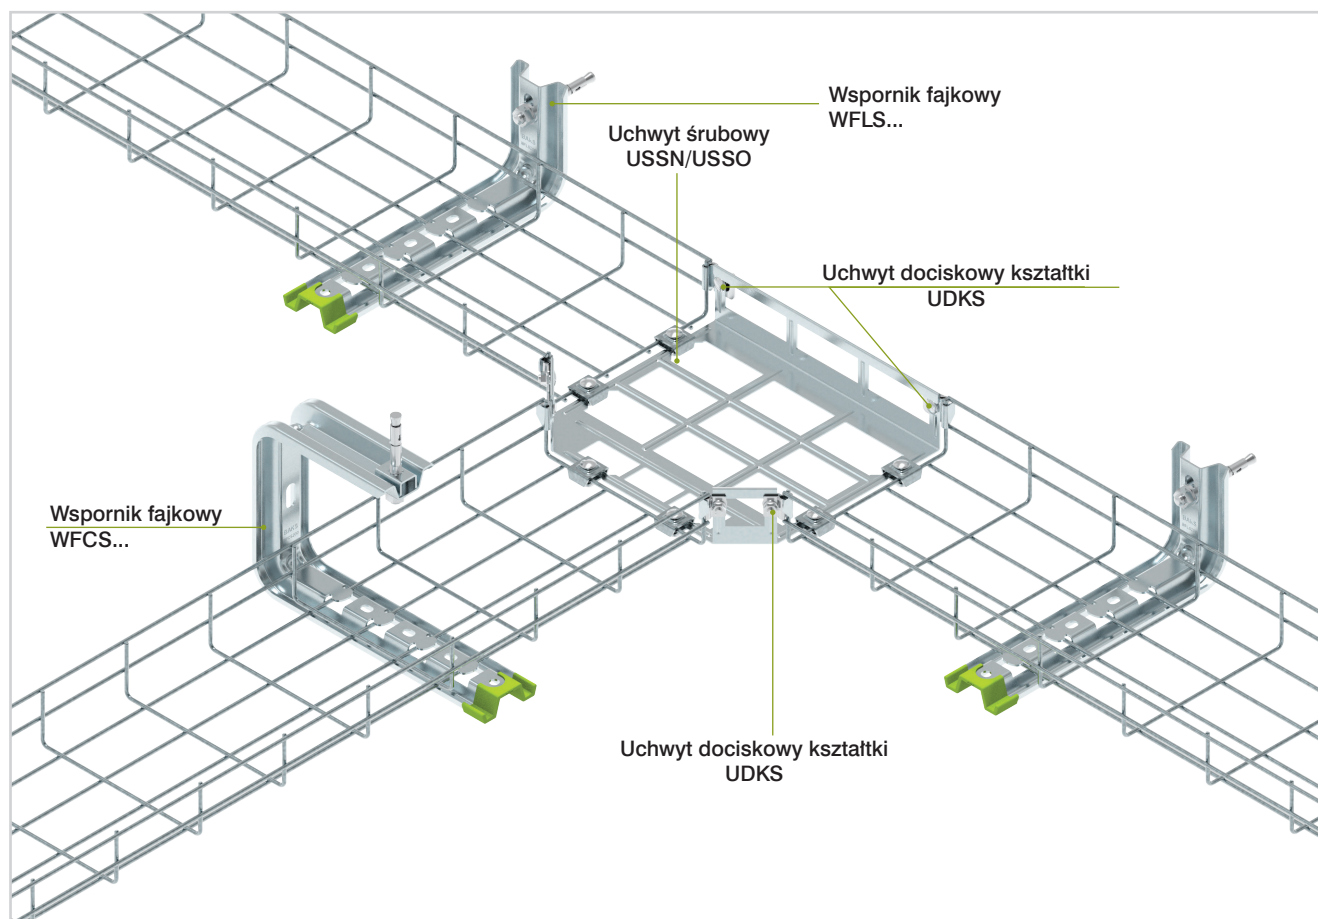 Wspornik fajkowy
WFLS...
Uchwyt śrubowy
USSN/USSO
Uchwyt dociskowy kształtki
UDKS
Wspornik fajkowy
WFCS...
Uchwyt dociskowy kształtki
UDKS